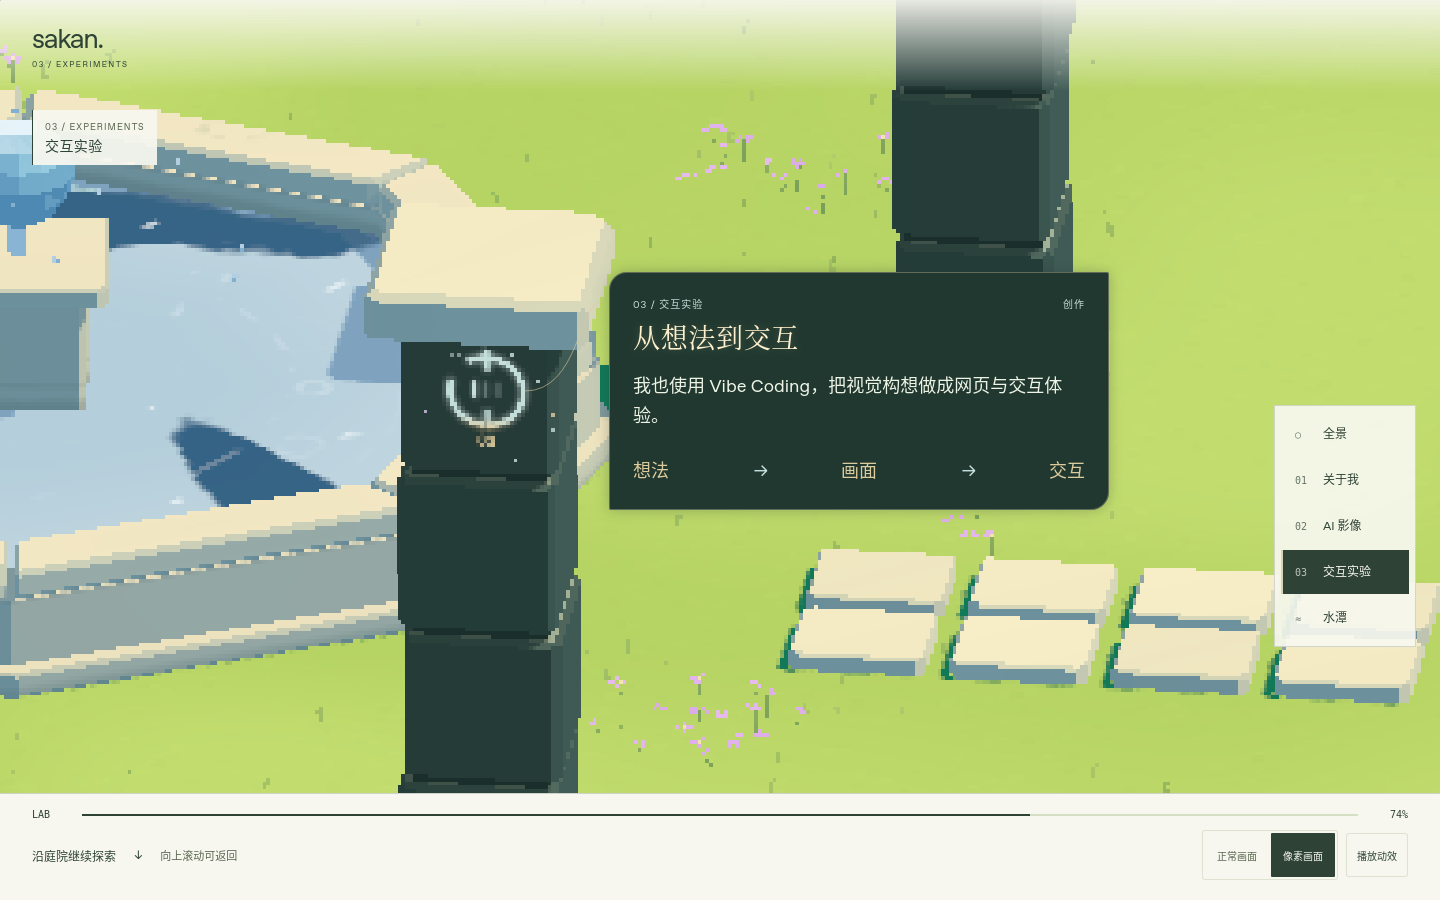 sakan.
03 / EXPERIMENTS
03 / EXPERIMENTS
交互实验
03 / 交互实验
创作
从想法到交互
我也使用 Vibe Coding，把视觉构想做成网页与交互体
验。
想法 → 画面 → 交互
○ 全景
01 关于我
02 AI 影像
03 交互实验
≈ 水潭
LAB
74%
沿庭院继续探索 ↓ 向上滚动可返回
正常画面
像素画面
播放动效